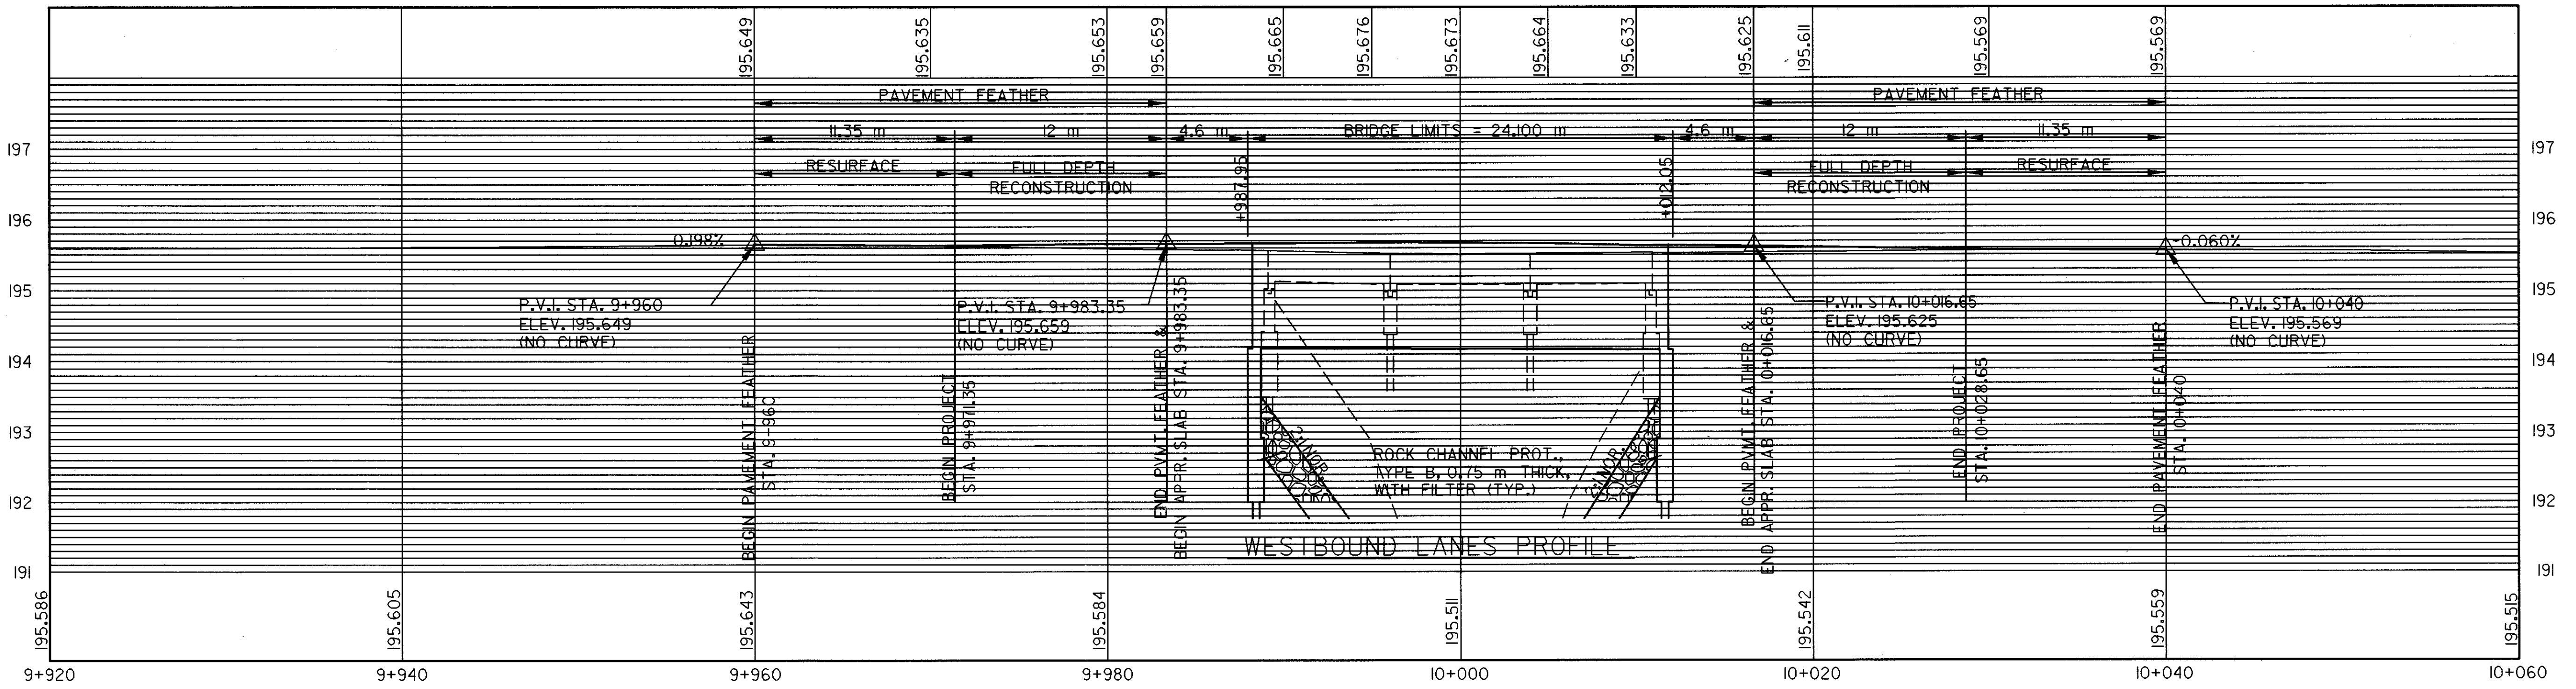 195.649
195.635
195.653
195.659
195.665
195.676
195.673
195.664
195.633
195.625
195.611
195.569
195.569
PAVEMENT FEATHER
PAVEMENT FEATHER
11.35 m
12 m
4.6 m
BRIDGE LIMITS = 24.100 m
4.6 m
12 m
11.35 m
197
197
RESURFACE
FULL DEPTH
RECONSTRUCTION
+987.95
+012.05
FULL DEPTH
RECONSTRUCTION
RESURFACE
196
196
0.198%
-0.060%
195
195
P.V.I. STA. 9+960
ELEV. 195.649
(NO CURVE)
P.V.I. STA. 9+983.35
ELEV. 195.659
(NO CURVE)
P.V.I. STA. 10+016.65
ELEV. 195.625
(NO CURVE)
P.V.I. STA. 10+040
ELEV. 195.569
(NO CURVE)
194
194
BEGIN PAVEMENT FEATHER
STA. 9+960
BEGIN PROJECT
STA. 9+971.35
END PVMT. FEATHER &
BEGIN APPR. SLAB STA. 9+983.35
BEGIN PVMT. FEATHER &
END APPR. SLAB STA. 10+016.65
END PROJECT
STA. 10+028.65
END PAVEMENT FEATHER
STA. 10+040
193
193
2:1 (NOR.)
2:1 (NOR.)
ROCK CHANNEL PROT.,
TYPE B, 0.75 m THICK,
WITH FILTER (TYP.)
192
192
WESTBOUND LANES PROFILE
191
191
195.586
195.605
195.643
195.584
195.511
195.542
195.559
195.515
9+920
9+940
9+960
9+980
10+000
10+020
10+040
10+060